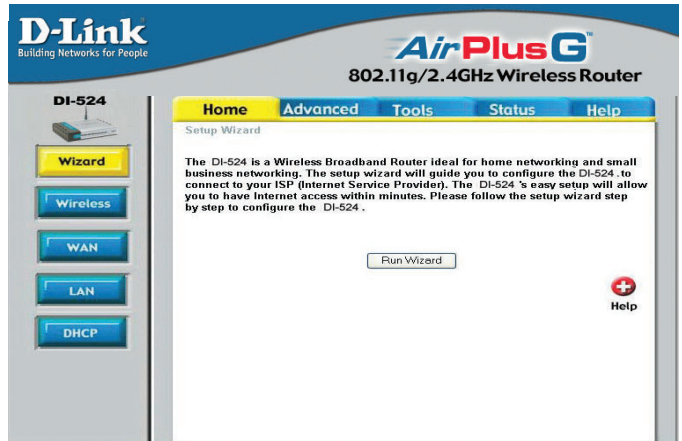 D-Link
Building Networks for People
AirPlus G™
802.11g/2.4GHz Wireless Router
DI-524
Home Advanced Tools Status Help
Setup Wizard
Wizard
The DI-524 is a Wireless Broadband Router ideal for home networking and small
business networking. The setup wizard will guide you to configure the DI-524 .to
connect to your ISP (Internet Service Provider). The DI-524 's easy setup will allow
you to have Internet access within minutes. Please follow the setup wizard step
by step to configure the DI-524 .
Wireless
WAN
Run Wizard
LAN
Help
DHCP